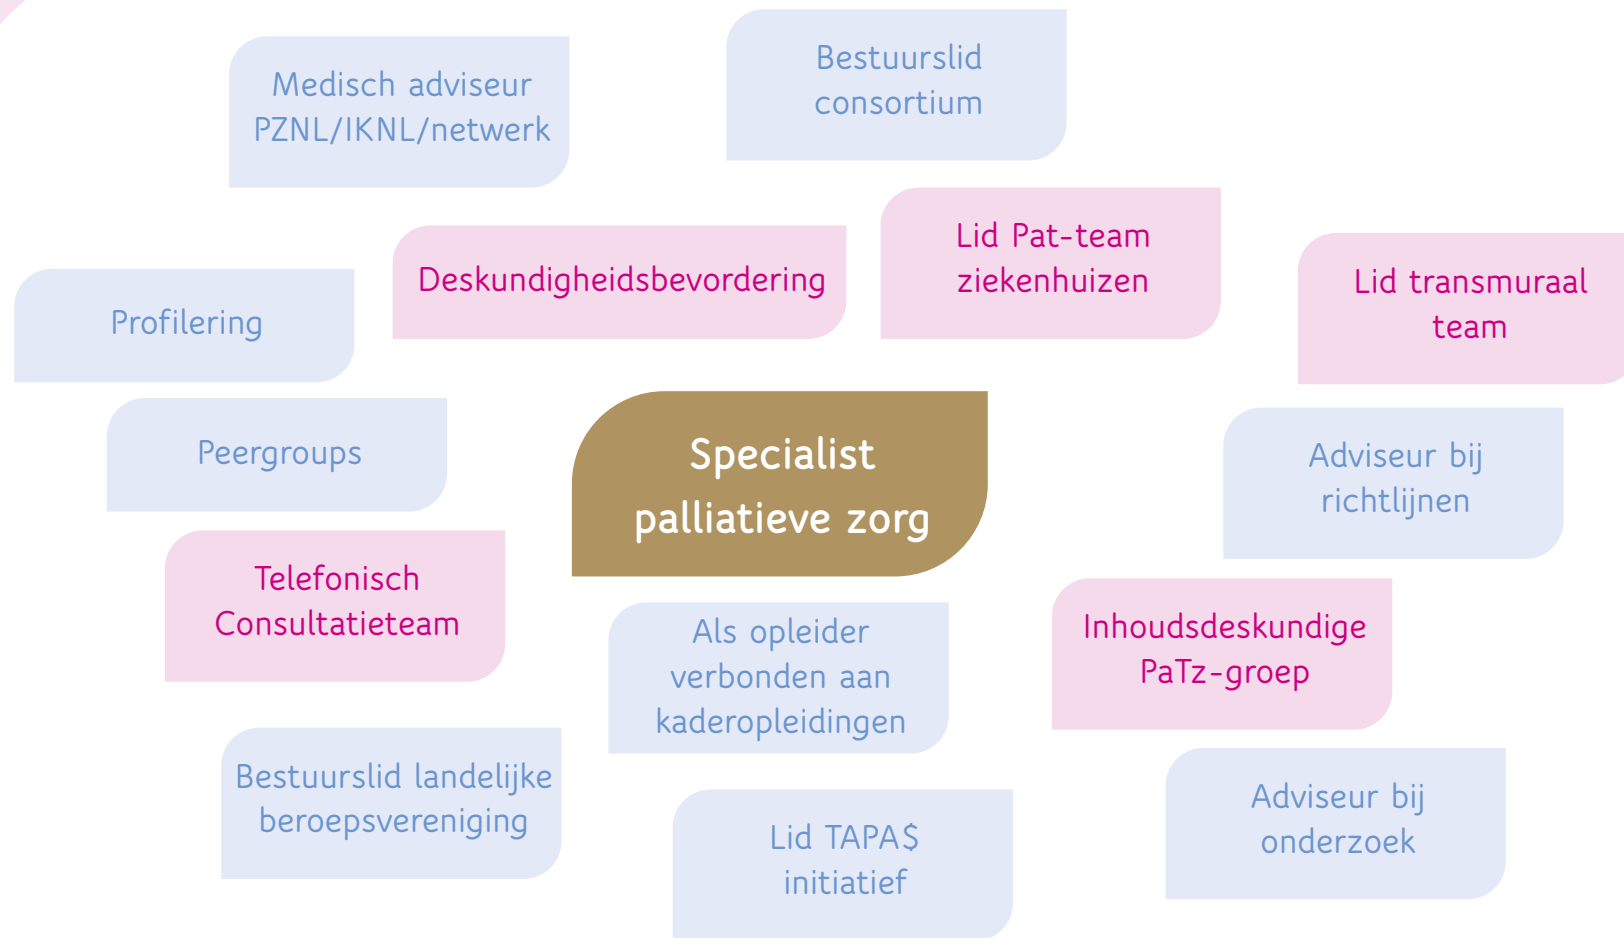 Medisch adviseur
PZNL/IKNL/netwerk
Bestuurslid
consortium
Deskundigheidsbevordering
Lid Pat-team
ziekenhuizen
Lid transmuraal
team
Profilering
Peergroups
Specialist
palliatieve zorg
Adviseur bij
richtlijnen
Telefonisch
Consultatieteam
Als opleider
verbonden aan
kaderopleidingen
Inhoudsdeskundige
PaTz-groep
Bestuurslid landelijke
beroepsvereniging
Lid TAPA$
initiatief
Adviseur bij
onderzoek